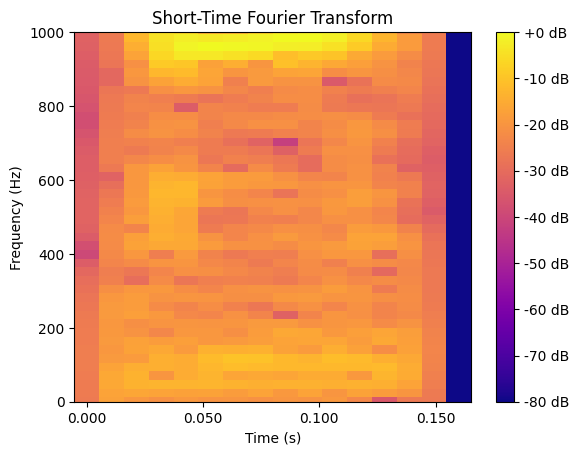 Short-Time Fourier Transform
1000
800
600
400
200
0
Frequency (Hz)
0.000
0.050
0.100
0.150
Time (s)
+0 dB
-10 dB
-20 dB
-30 dB
-40 dB
-50 dB
-60 dB
-70 dB
-80 dB